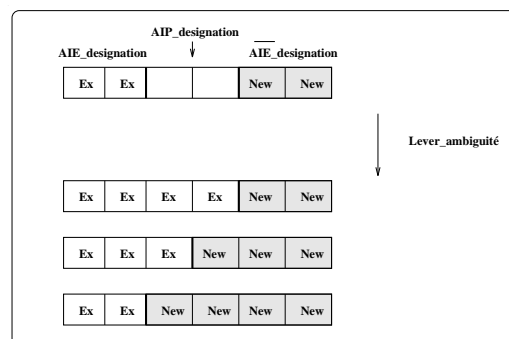 AIP_designation
AIE_designation AIE_designation
Ex Ex New New
Lever_ambiguité
Ex Ex Ex Ex New New
Ex Ex Ex New New New
Ex Ex New New New New